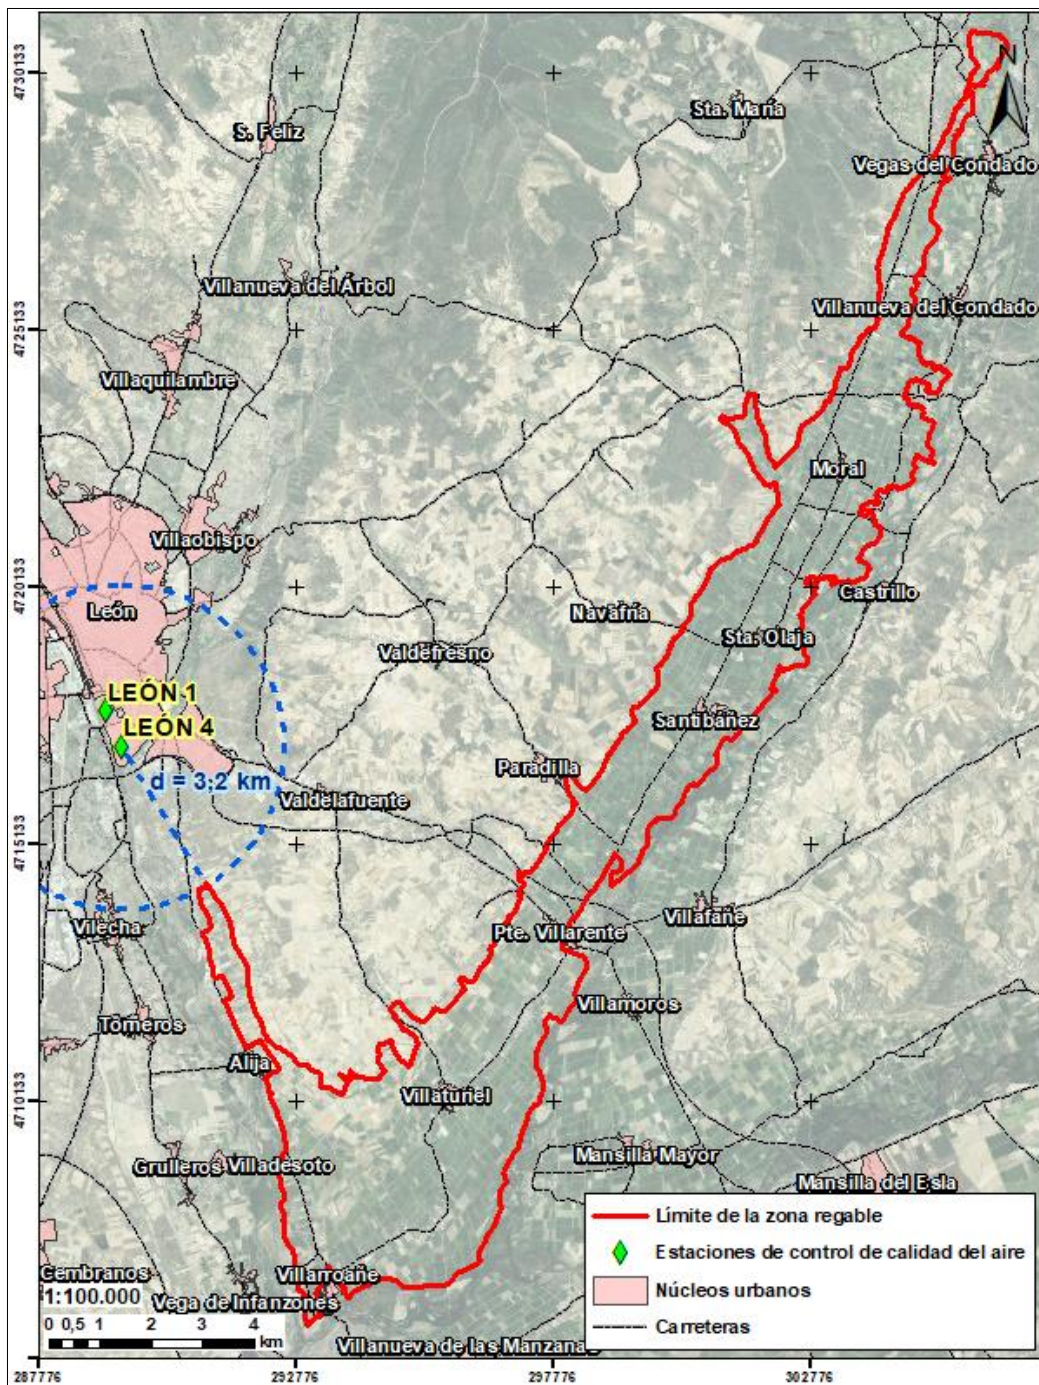 4730133
N
Sta. María
S. Feliz
Vegas del Condado
Villanueva del Árbol
Villanueva del Condado
4725133
Villaquilambre
Moral
Villaobispo
4720133
León
Navafría
Castrillo
Sta. Olaja
Valdefresno
LEÓN 1
LEÓN 4
Santibáñez
Paradilla
d = 3,2 km
Valdelafuente
4715133
Villafañe
Vilecha
Pte. Villarente
Villamoros
Torneros
Alija
4710133
Villaturiel
Mansilla Mayor
Grulleros
Villadesoto
Mansilla del Esla
Límite de la zona regable
Estaciones de control de calidad del aire
Núcleos urbanos
Carreteras
Cembranos
Villarroañe
1:100.000
Vega de Infanzones
0 0,5 1 2 3 4
km
Villanueva de las Manzanas
287776
292776
297776
302776